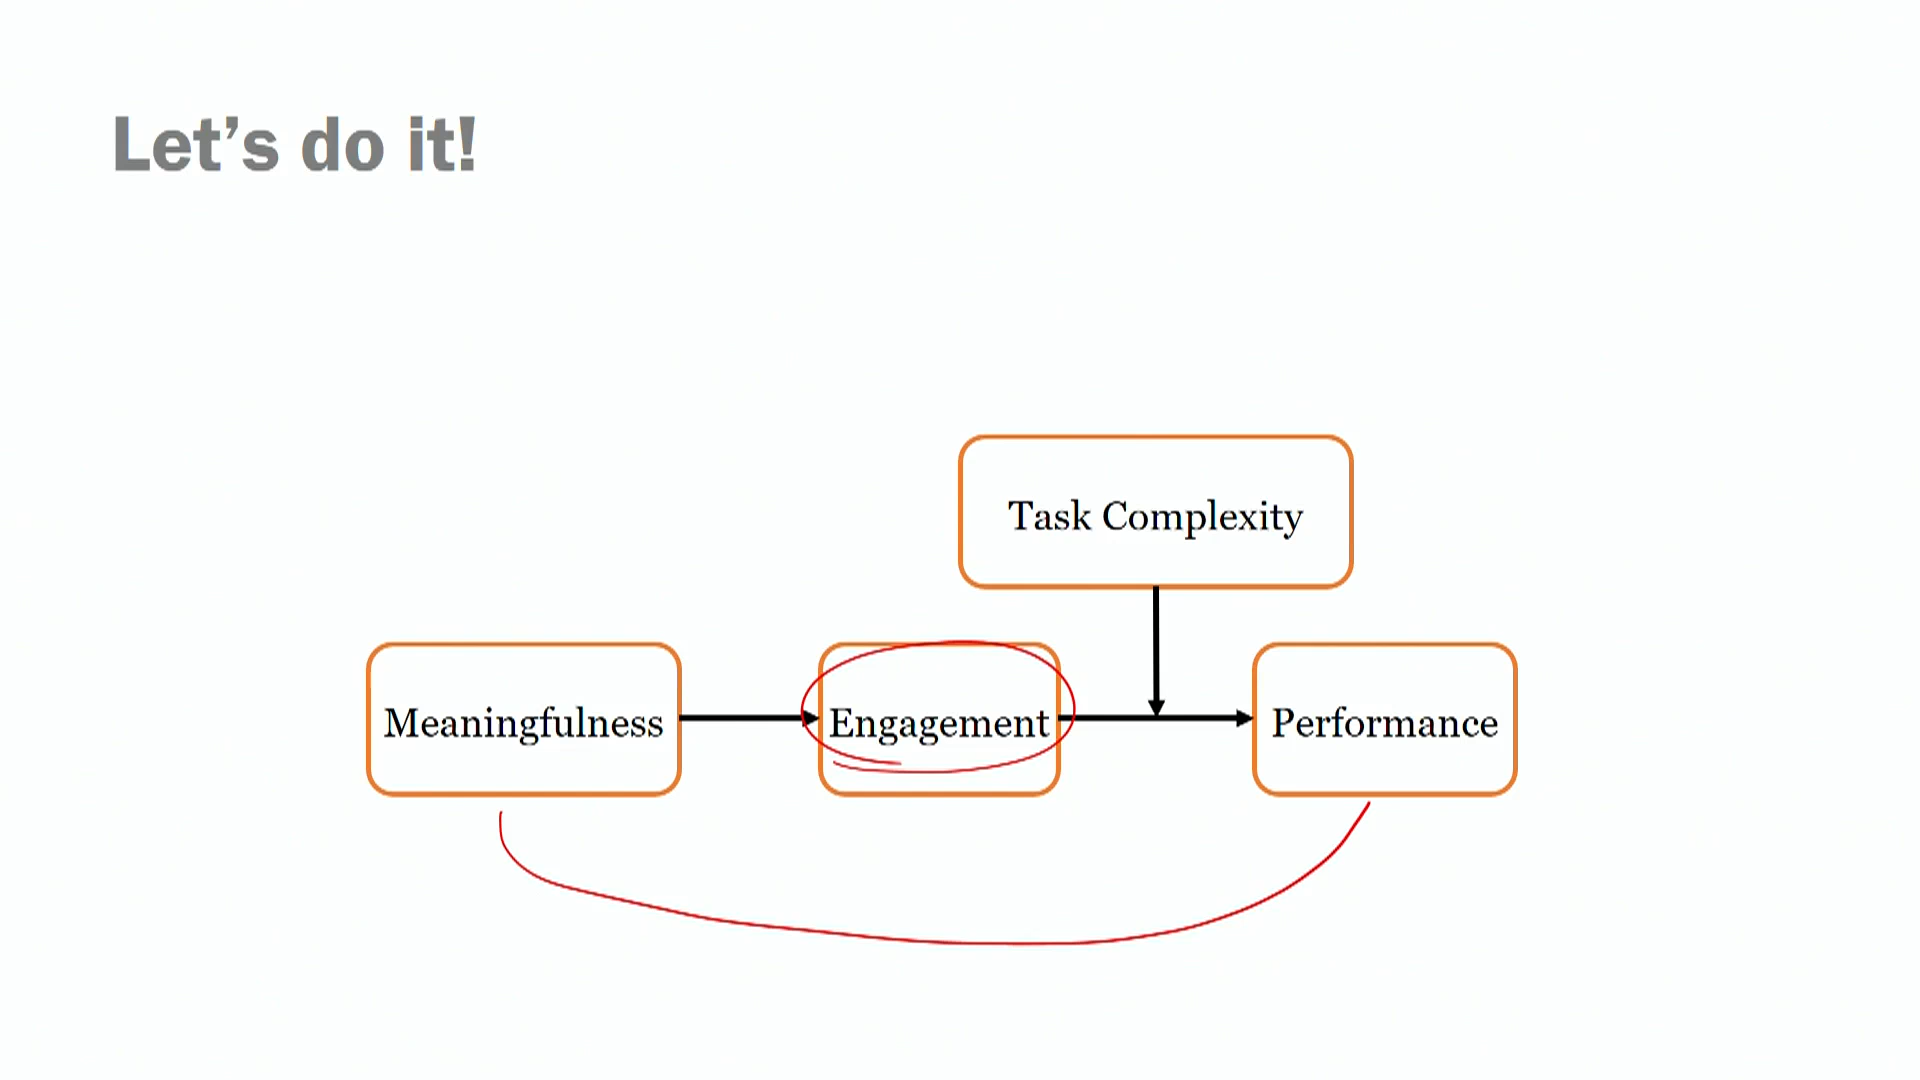 Let’s do it!
Task Complexity
Meaningfulness
Engagement
Performance